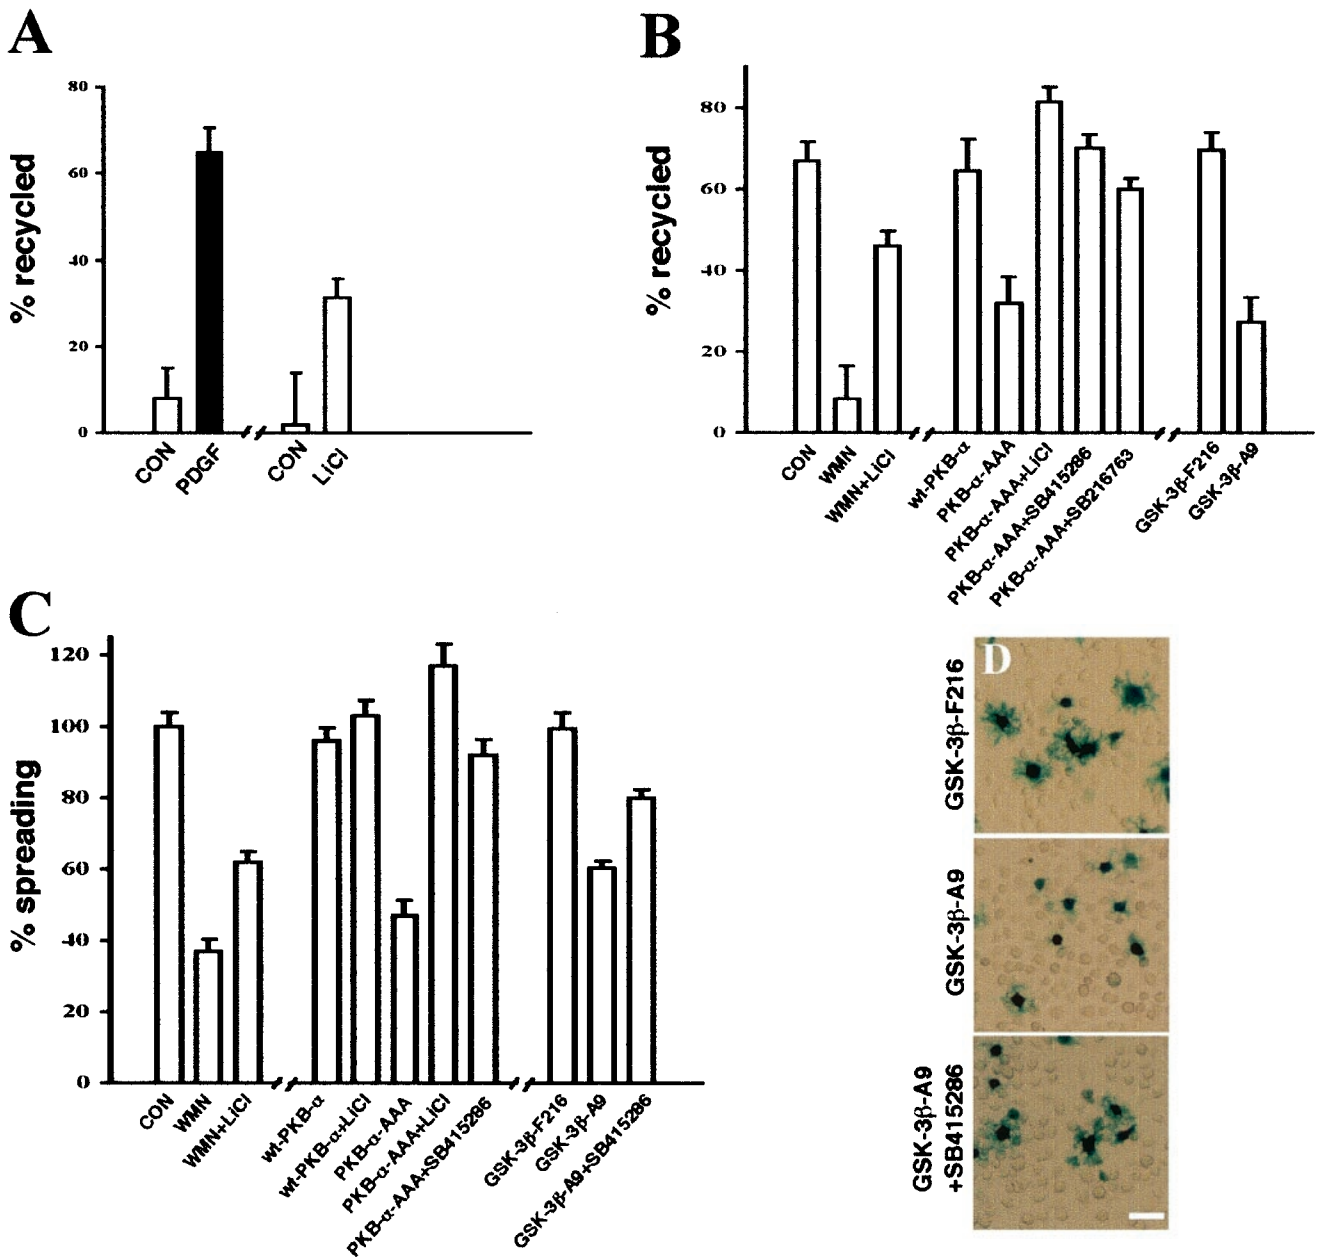 A
80
60
40
20
0
% recycled
CON
PDGF
CON
LiCl
B
80
60
40
20
0
% recycled
CON
WMN
WMN+LiCl
wt-PKB-α
PKB-α-AAA
PKB-α-AAA+LiCl
PKB-α-AAA+SB415286
PKB-α-AAA+SB216763
GSK-3β-F216
GSK-3β-A9
C
120
100
80
60
40
20
0
% spreading
CON
WMN
WMN+LiCl
wt-PKB-α
wt-PKB-α+LiCl
PKB-α-AAA
PKB-α-AAA+LiCl
PKB-α-AAA+SB415286
GSK-3β-F216
GSK-3β-A9
GSK-3β-A9+SB415286
D
GSK-3β-F216
GSK-3β-A9
GSK-3β-A9
+SB415286